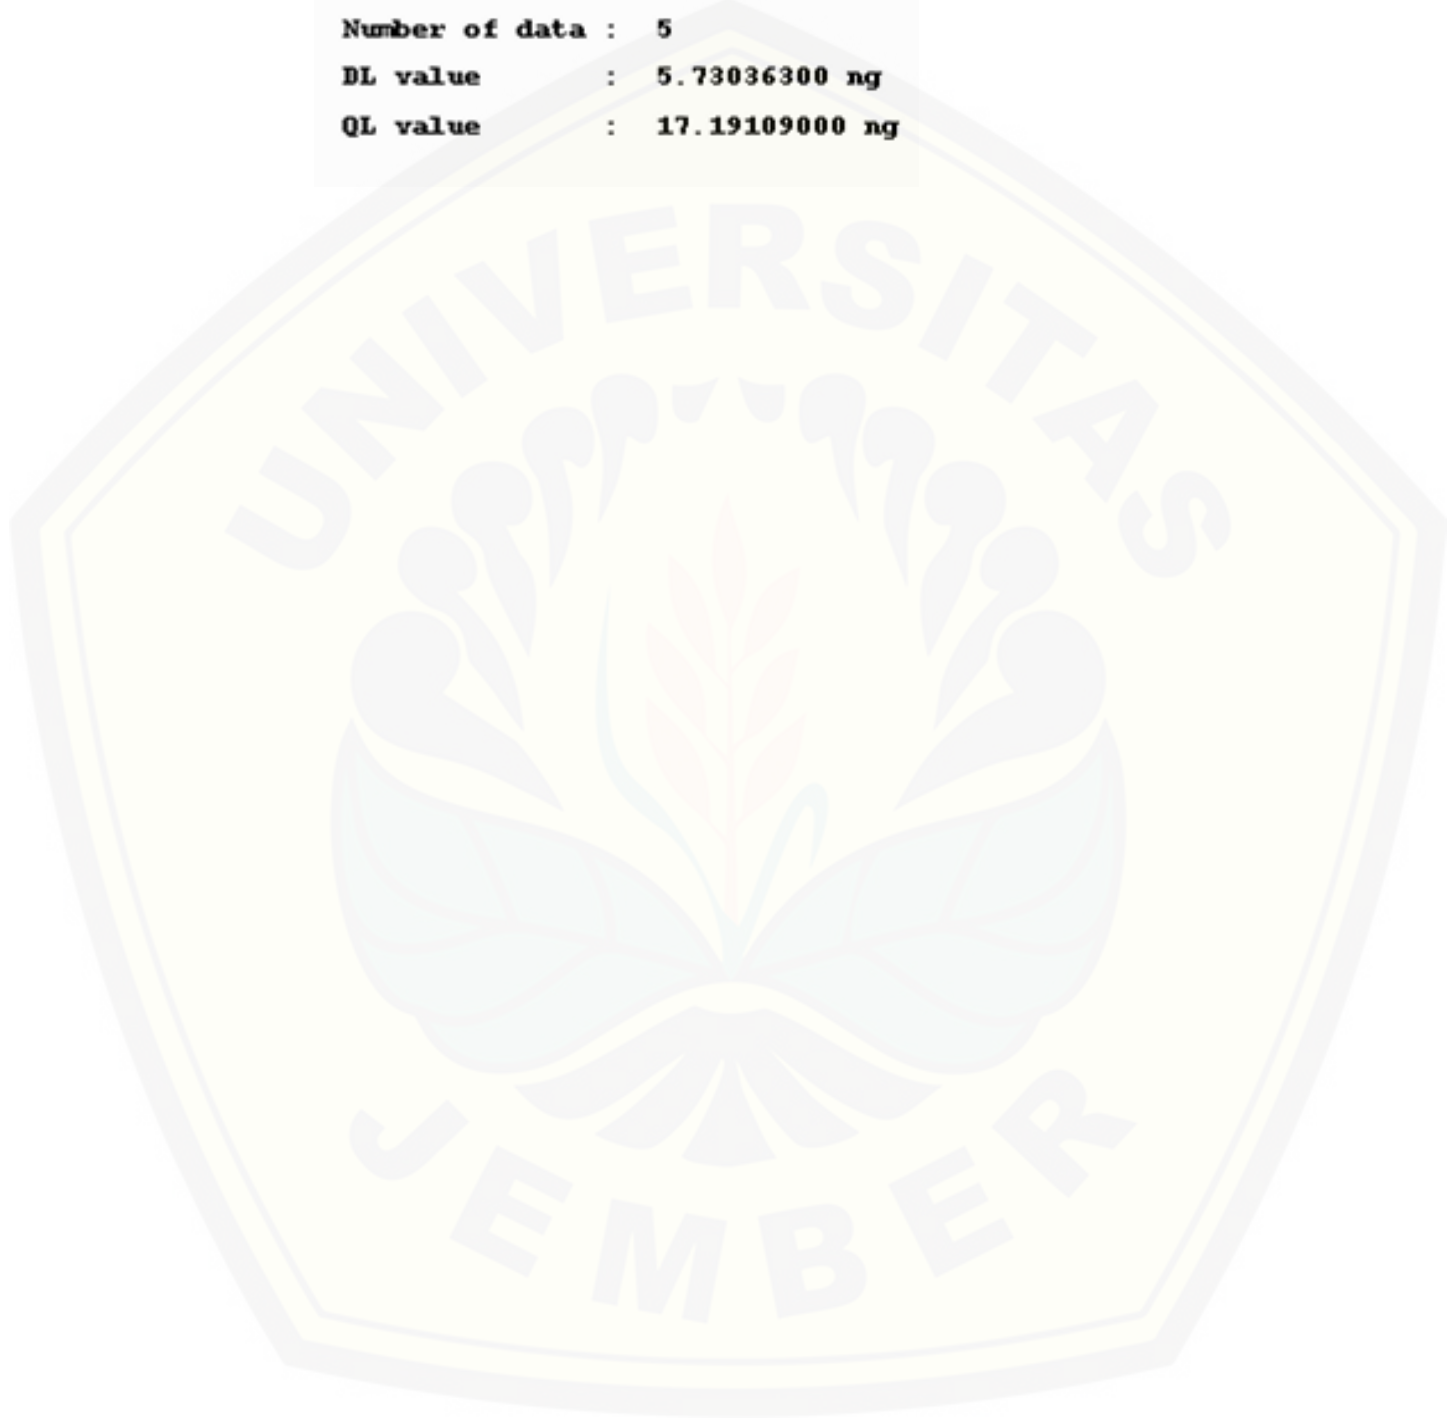 Number of data : 5
DL value : 5.73036300 ng
QL value : 17.19109000 ng
UNIVERSITAS
JEMBER